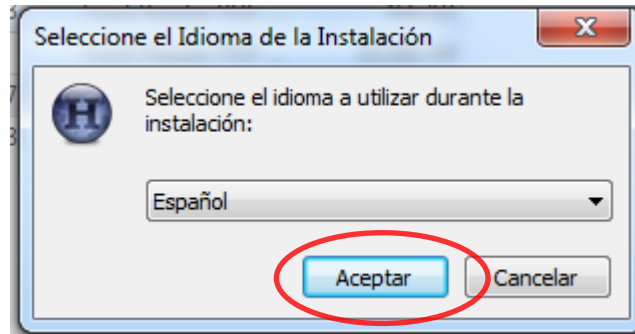 Seleccione el Idioma de la Instalación
Seleccione el idioma a utilizar durante la
instalación:
Español
Aceptar
Cancelar